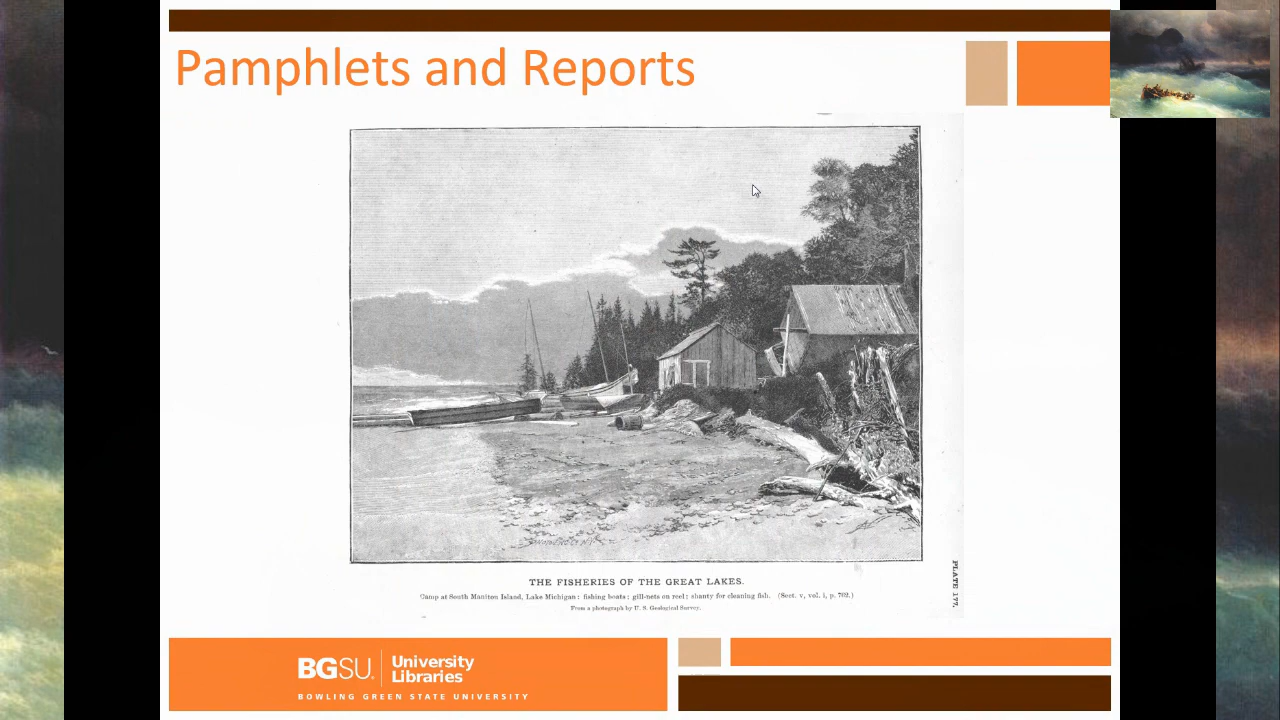 Pamphlets and Reports
THE FISHERIES OF THE GREAT LAKES.
Camp at South Manitou Island, Lake Michigan: fishing boats; gill-nets on reel; shanty for cleaning fish. (Sect. v, vol. i, p. 762.)
From a photograph by U. S. Geological Survey.
PLATE 177.
BGSU. University
Libraries
BOWLING GREEN STATE UNIVERSITY